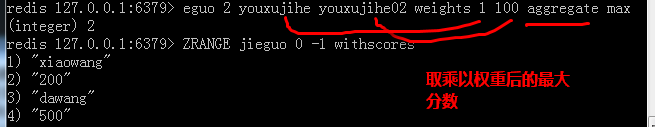 redis 127.0.0.1:6379> eguo 2 youxujihe youxujihe02 weights 1 100 aggregate max
(integer) 2
redis 127.0.0.1:6379> ZRANGE jieguo 0 -1 withscores
1) "xiaowang"
2) "200"
3) "dawang"
4) "500"
取乘以权重后的最大
分数